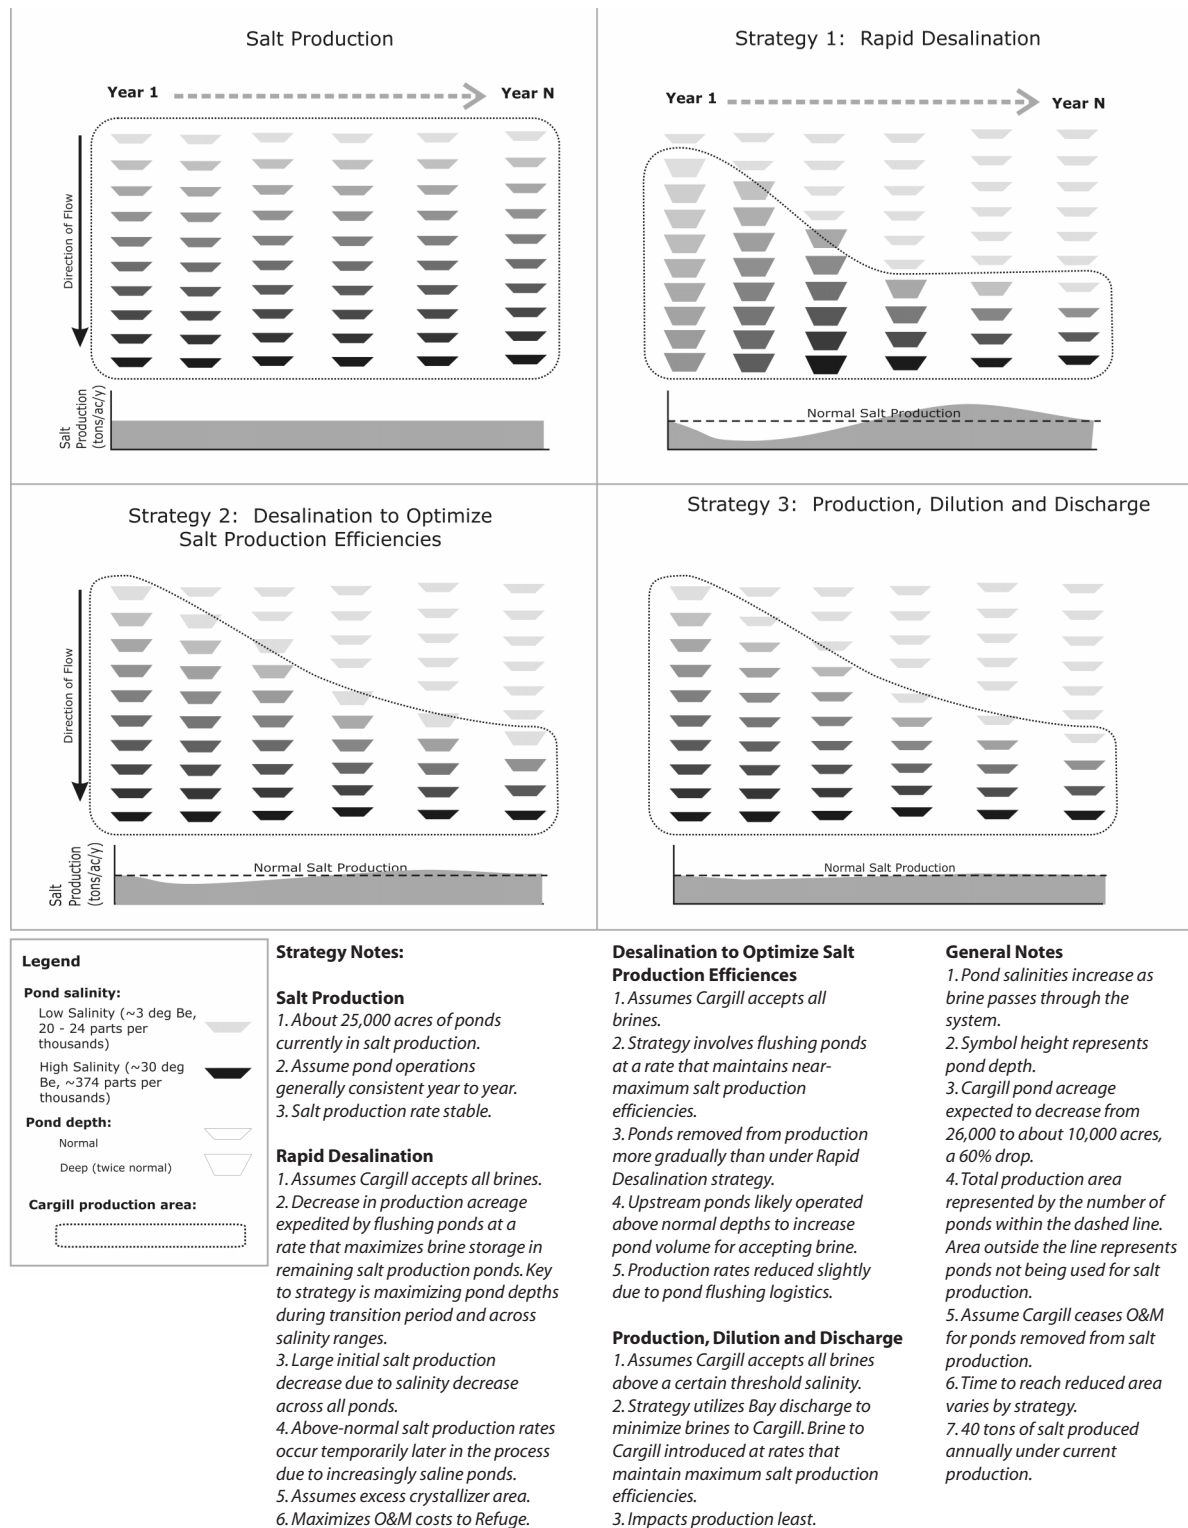 Salt Production
Year 1
Year N
Direction of Flow
Salt
Production
(tons/ac/y)
Strategy 1: Rapid Desalination
Year 1
Year N
Normal Salt Production
Strategy 2: Desalination to Optimize
Salt Production Efficiencies
Direction of Flow
Salt
Production
(tons/ac/y)
Normal Salt Production
Strategy 3: Production, Dilution and Discharge
Normal Salt Production
Legend
Pond salinity:
Low Salinity (~3 deg Be,
20 - 24 parts per
thousands)
High Salinity (~30 deg
Be, ~374 parts per
thousands)
Pond depth:
Normal
Deep (twice normal)
Cargill production area:
Strategy Notes:
Salt Production
1. About 25,000 acres of ponds
currently in salt production.
2. Assume pond operations
generally consistent year to year.
3. Salt production rate stable.
Rapid Desalination
1. Assumes Cargill accepts all brines.
2. Decrease in production acreage
expedited by flushing ponds at a
rate that maximizes brine storage in
remaining salt production ponds. Key
to strategy is maximizing pond depths
during transition period and across
salinity ranges.
3. Large initial salt production
decrease due to salinity decrease
across all ponds.
4. Above-normal salt production rates
occur temporarily later in the process
due to increasingly saline ponds.
5. Assumes excess crystallizer area.
6. Maximizes O&M costs to Refuge.
Desalination to Optimize Salt
Production Efficiences
1. Assumes Cargill accepts all
brines.
2. Strategy involves flushing ponds
at a rate that maintains near-
maximum salt production
efficiencies.
3. Ponds removed from production
more gradually than under Rapid
Desalination strategy.
4. Upstream ponds likely operated
above normal depths to increase
pond volume for accepting brine.
5. Production rates reduced slightly
due to pond flushing logistics.
Production, Dilution and Discharge
1. Assumes Cargill accepts all brines
above a certain threshold salinity.
2. Strategy utilizes Bay discharge to
minimize brines to Cargill. Brine to
Cargill introduced at rates that
maintain maximum salt production
efficiencies.
3. Impacts production least.
General Notes
1. Pond salinities increase as
brine passes through the
system.
2. Symbol height represents
pond depth.
3. Cargill pond acreage
expected to decrease from
26,000 to about 10,000 acres,
a 60% drop.
4. Total production area
represented by the number of
ponds within the dashed line.
Area outside the line represents
ponds not being used for salt
production.
5. Assume Cargill ceases O&M
for ponds removed from salt
production.
6. Time to reach reduced area
varies by strategy.
7. 40 tons of salt produced
annually under current
production.